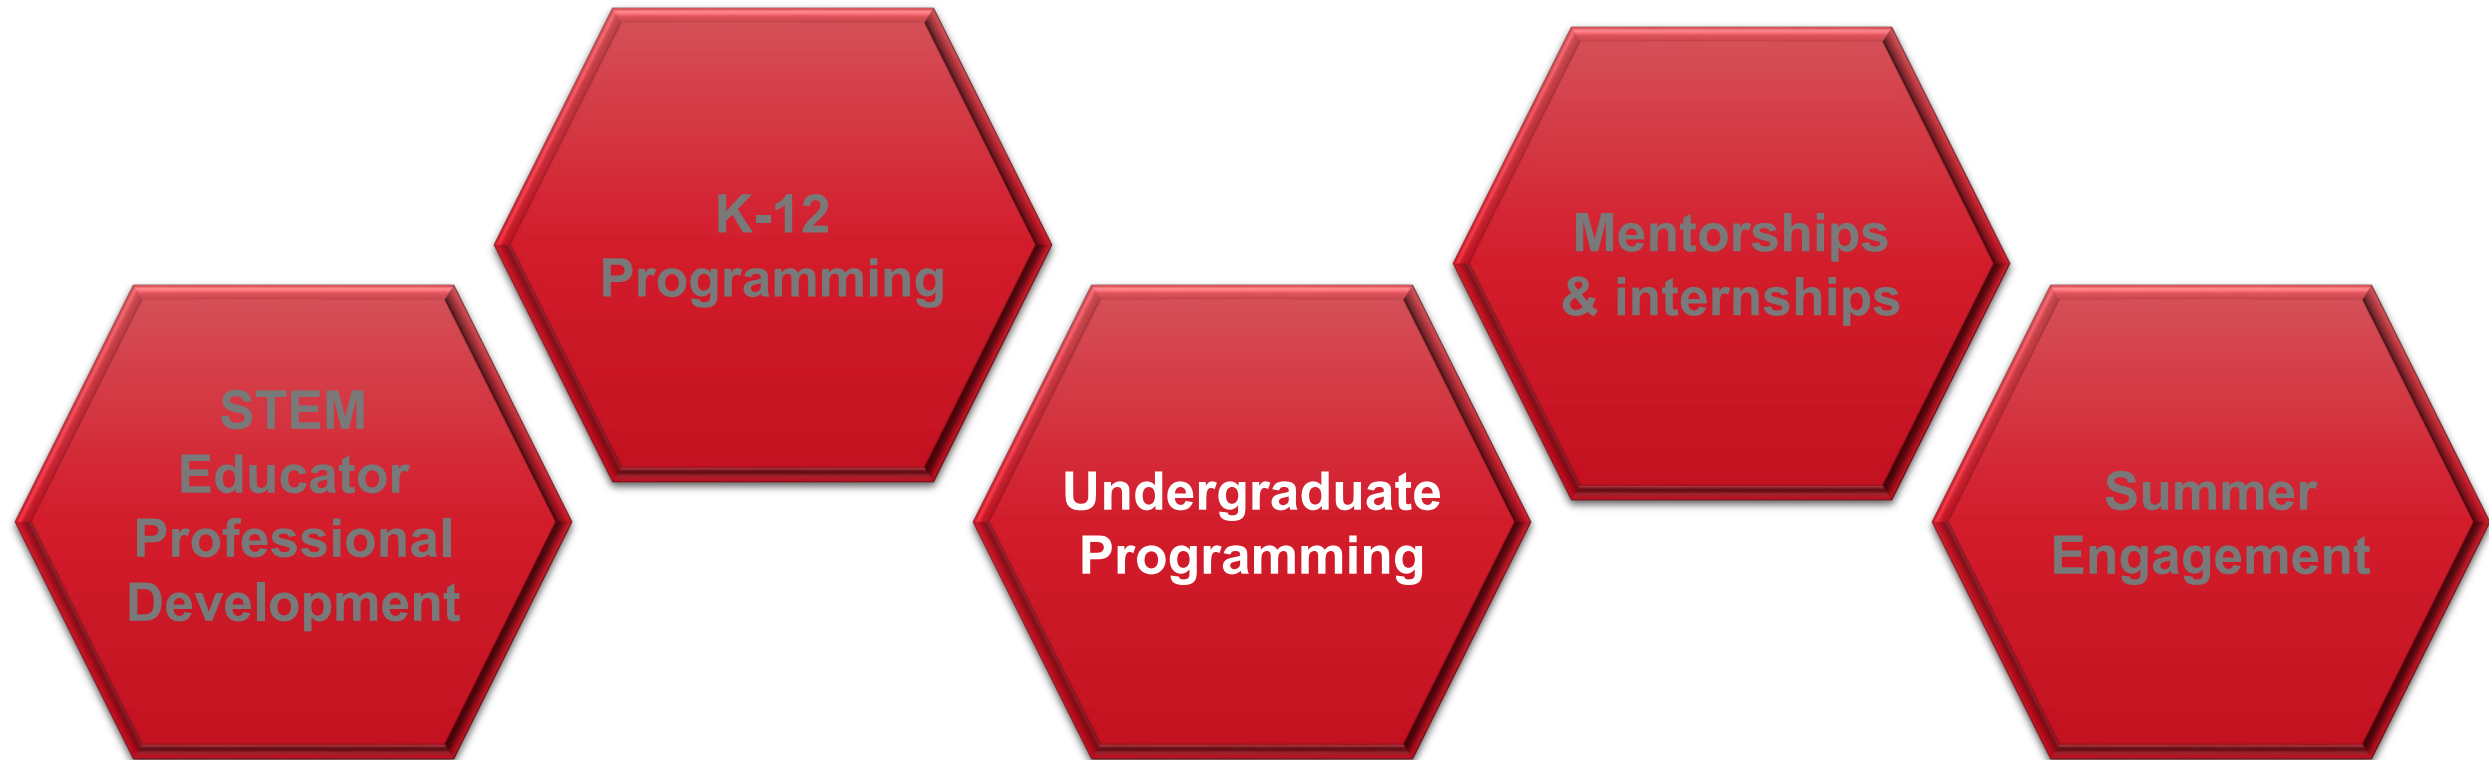 STEM
Educator
Professional
Development
K-12
Programming
Undergraduate
Programming
Mentorships
& internships
Summer
Engagement